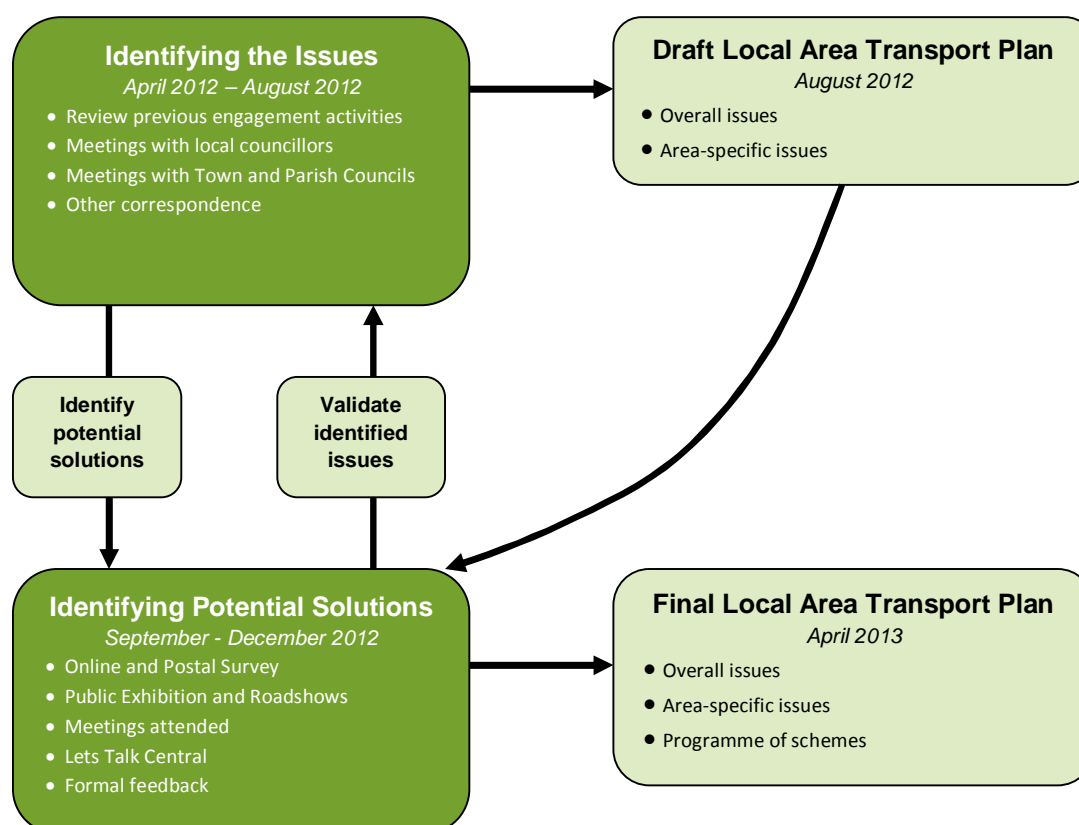 Identifying the Issues
April 2012 – August 2012
• Review previous engagement activities
• Meetings with local councillors
• Meetings with Town and Parish Councils
• Other correspondence
Draft Local Area Transport Plan
August 2012
• Overall issues
• Area-specific issues
Identify
potential
solutions
Validate
identified
issues
Identifying Potential Solutions
September - December 2012
• Online and Postal Survey
• Public Exhibition and Roadshows
• Meetings attended
• Lets Talk Central
• Formal feedback
Final Local Area Transport Plan
April 2013
• Overall issues
• Area-specific issues
• Programme of schemes